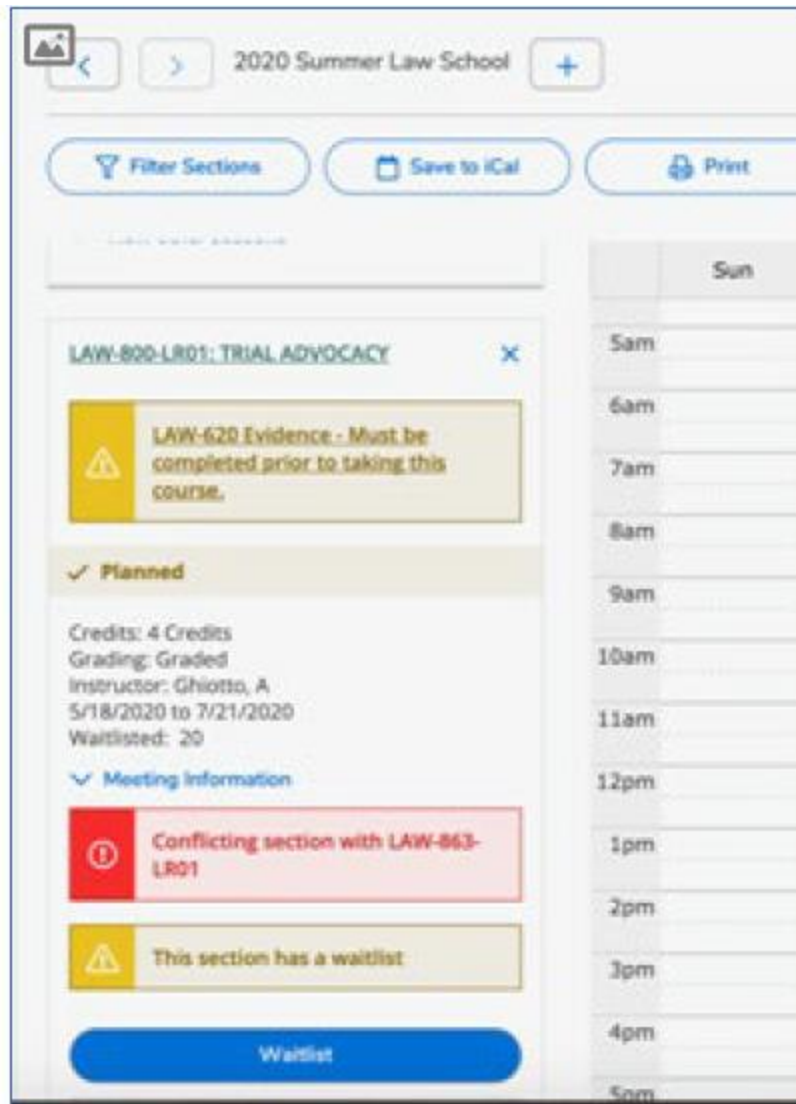 2020 Summer Law School
Filter Sections
Save to iCal
Print
Sun
LAW-800-LR01: TRIAL ADVOCACY
LAW-620 Evidence - Must be
completed prior to taking this
course.
Planned
Credits: 4 Credits
Grading: Graded
Instructor: Ghiotto, A
5/18/2020 to 7/21/2020
Waitlisted: 20
Meeting Information
Conflicting section with LAW-863-
LR01
This section has a waitlist
Waitlist
5am
6am
7am
8am
9am
10am
11am
12pm
1pm
2pm
3pm
4pm
5pm